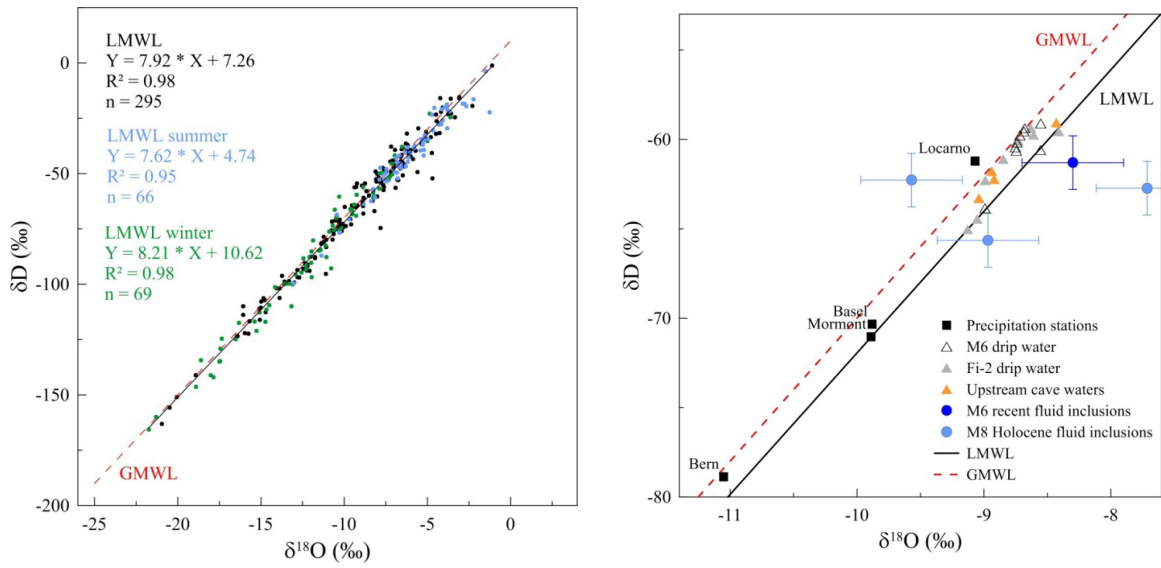 LMWL
Y = 7.92 * X + 7.26
R² = 0.98
n = 295
LMWL summer
Y = 7.62 * X + 4.74
R² = 0.95
n = 66
LMWL winter
Y = 8.21 * X + 10.62
R² = 0.98
n = 69
GMWL
0
-50
-100
-150
-200
δD (‰)
-25 -20 -15 -10 -5 0
δ¹⁸O (‰)
GMWL
LMWL
Locarno
Basel
Mormont
Bern
Precipitation stations
M6 drip water
Fi-2 drip water
Upstream cave waters
M6 recent fluid inclusions
M8 Holocene fluid inclusions
LMWL
GMWL
-60
-70
-80
δD (‰)
-11 -10 -9 -8
δ¹⁸O (‰)